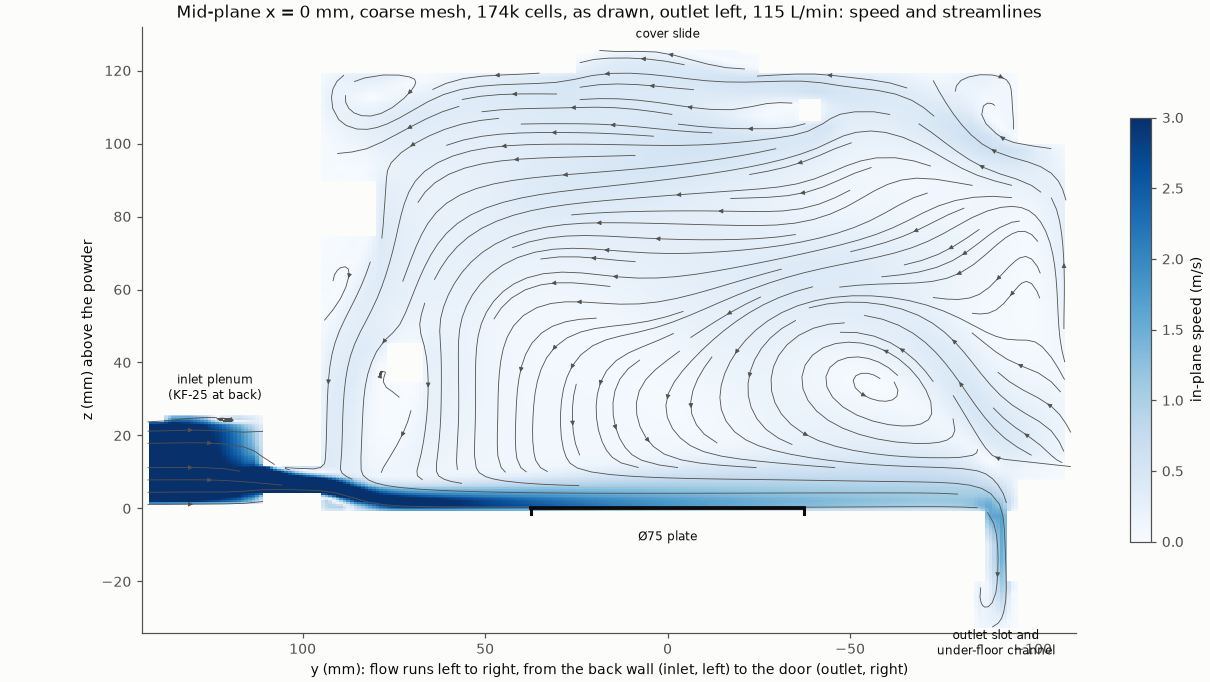 Mid-plane x = 0 mm, coarse mesh, 174k cells, as drawn, outlet left, 115 L/min: speed and streamlines
cover slide
120
100
80
60
40
20
0
−20
z (mm) above the powder
inlet plenum
(KF-25 at back)
Ø75 plate
outlet slot and
under-floor channel
100
50
0
−50
−100
y (mm): flow runs left to right, from the back wall (inlet, left) to the door (outlet, right)
3.0
2.5
2.0
1.5
1.0
0.5
0.0
in-plane speed (m/s)